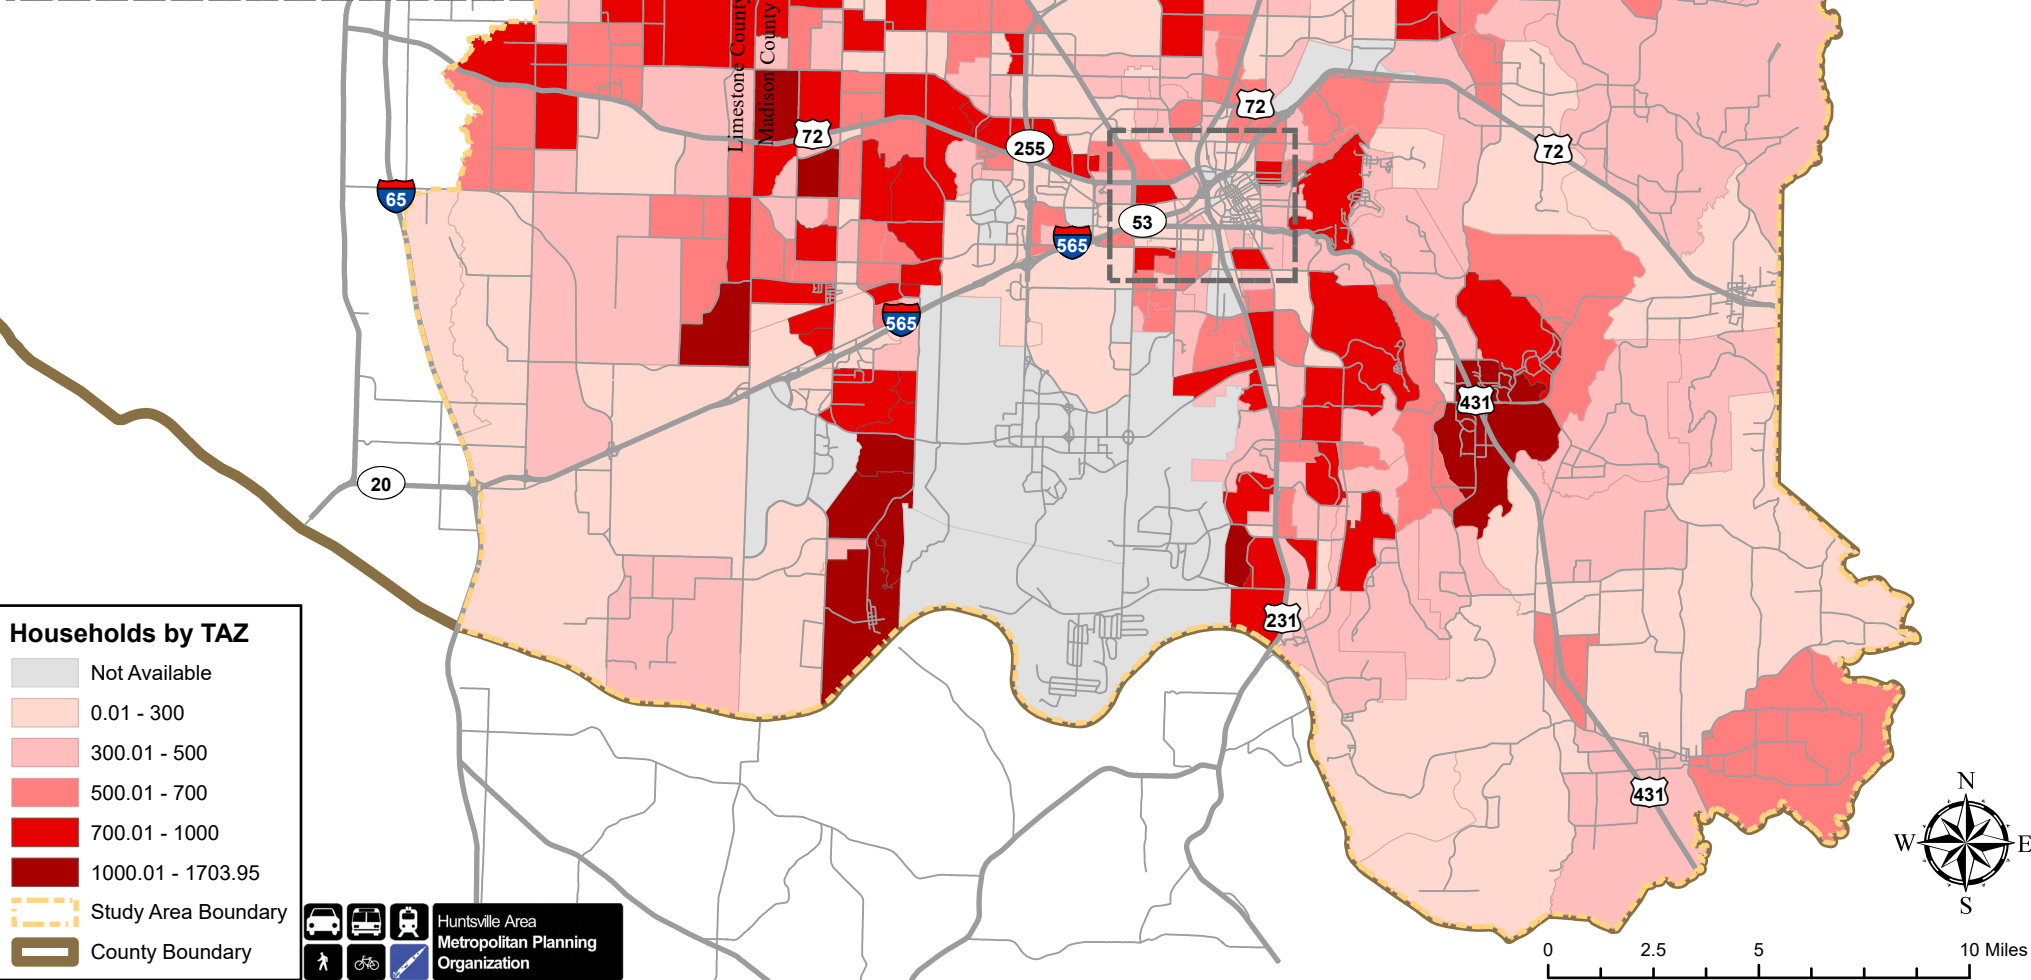 Limestone County
Madison County
72
72
255
72
65
53
565
565
431
20
231
431
Households by TAZ
Not Available
0.01 - 300
300.01 - 500
500.01 - 700
700.01 - 1000
1000.01 - 1703.95
Study Area Boundary
County Boundary
Huntsville Area
Metropolitan Planning
Organization
N
W E
S
0 2.5 5 10 Miles